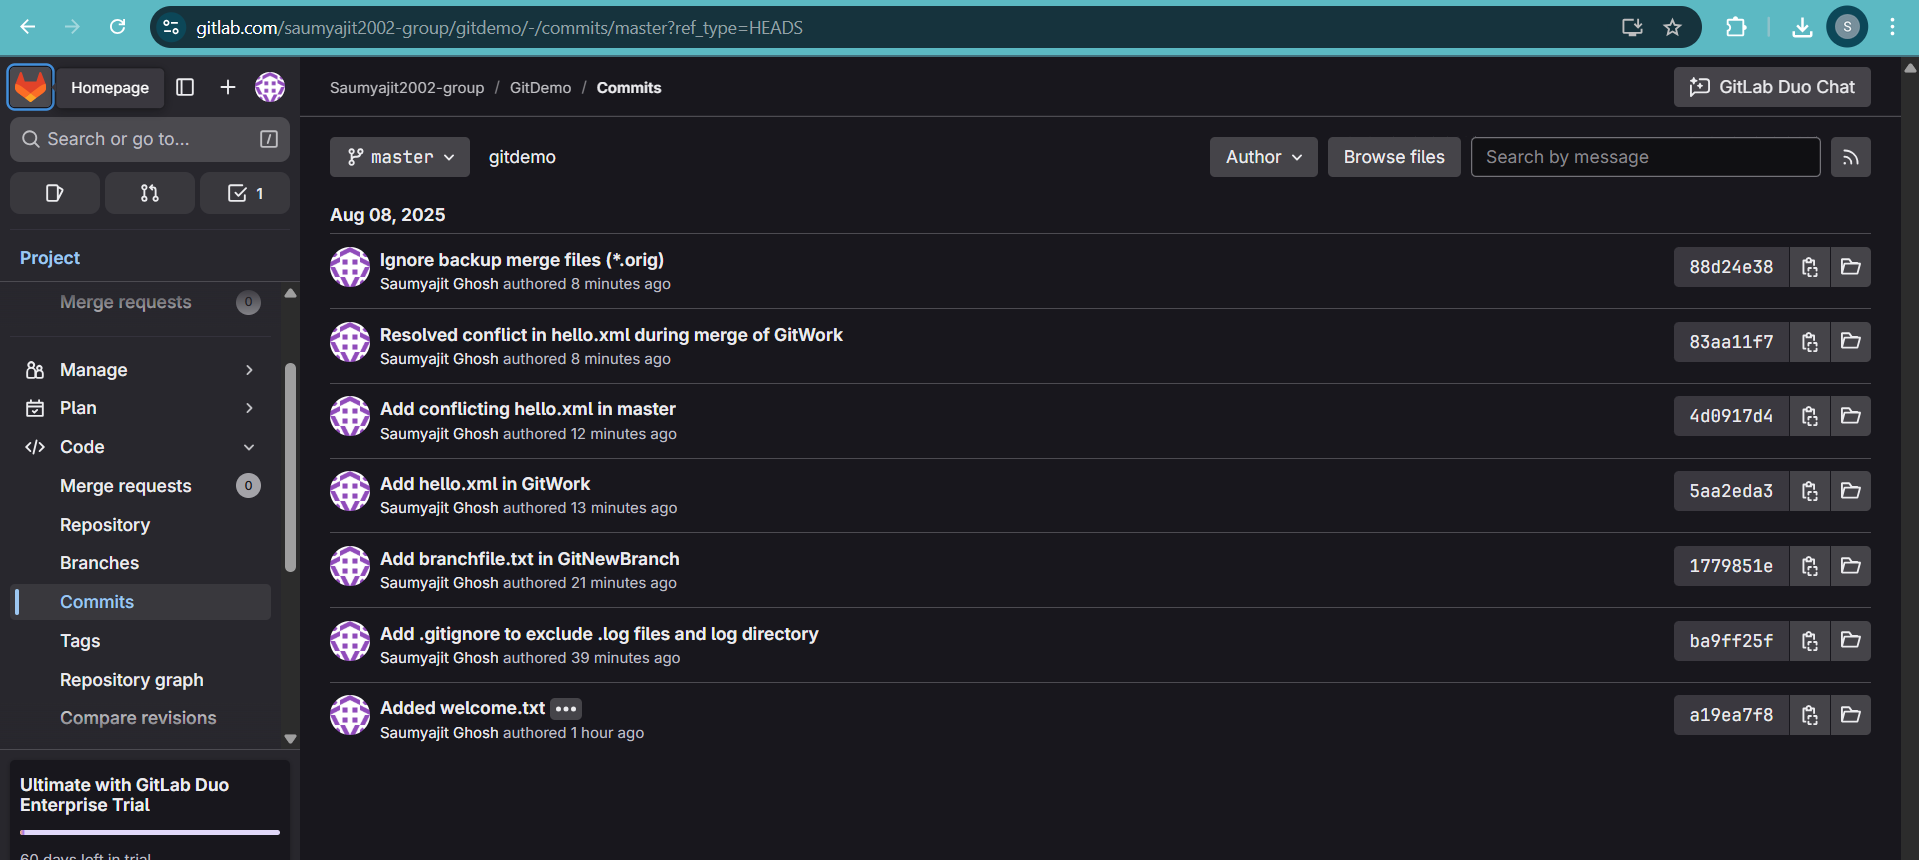 gitlab.com/saumyajit2002-group/gitdemo/-/commits/master?ref_type=HEADS
S
Homepage
Saumyajit2002-group / GitDemo / Commits
GitLab Duo Chat
Search or go to...
/
master
gitdemo
Author
Browse files
Search by message
1
Aug 08, 2025
Project
Merge requests 0
Manage
Plan
Code
Merge requests 0
Repository
Branches
Commits
Tags
Repository graph
Compare revisions
Ultimate with GitLab Duo
Enterprise Trial
60 days left in trial
Ignore backup merge files (*.orig)
Saumyajit Ghosh authored 8 minutes ago
88d24e38
Resolved conflict in hello.xml during merge of GitWork
Saumyajit Ghosh authored 8 minutes ago
83aa11f7
Add conflicting hello.xml in master
Saumyajit Ghosh authored 12 minutes ago
4d0917d4
Add hello.xml in GitWork
Saumyajit Ghosh authored 13 minutes ago
5aa2eda3
Add branchfile.txt in GitNewBranch
Saumyajit Ghosh authored 21 minutes ago
1779851e
Add .gitignore to exclude .log files and log directory
Saumyajit Ghosh authored 39 minutes ago
ba9ff25f
Added welcome.txt •••
Saumyajit Ghosh authored 1 hour ago
a19ea7f8